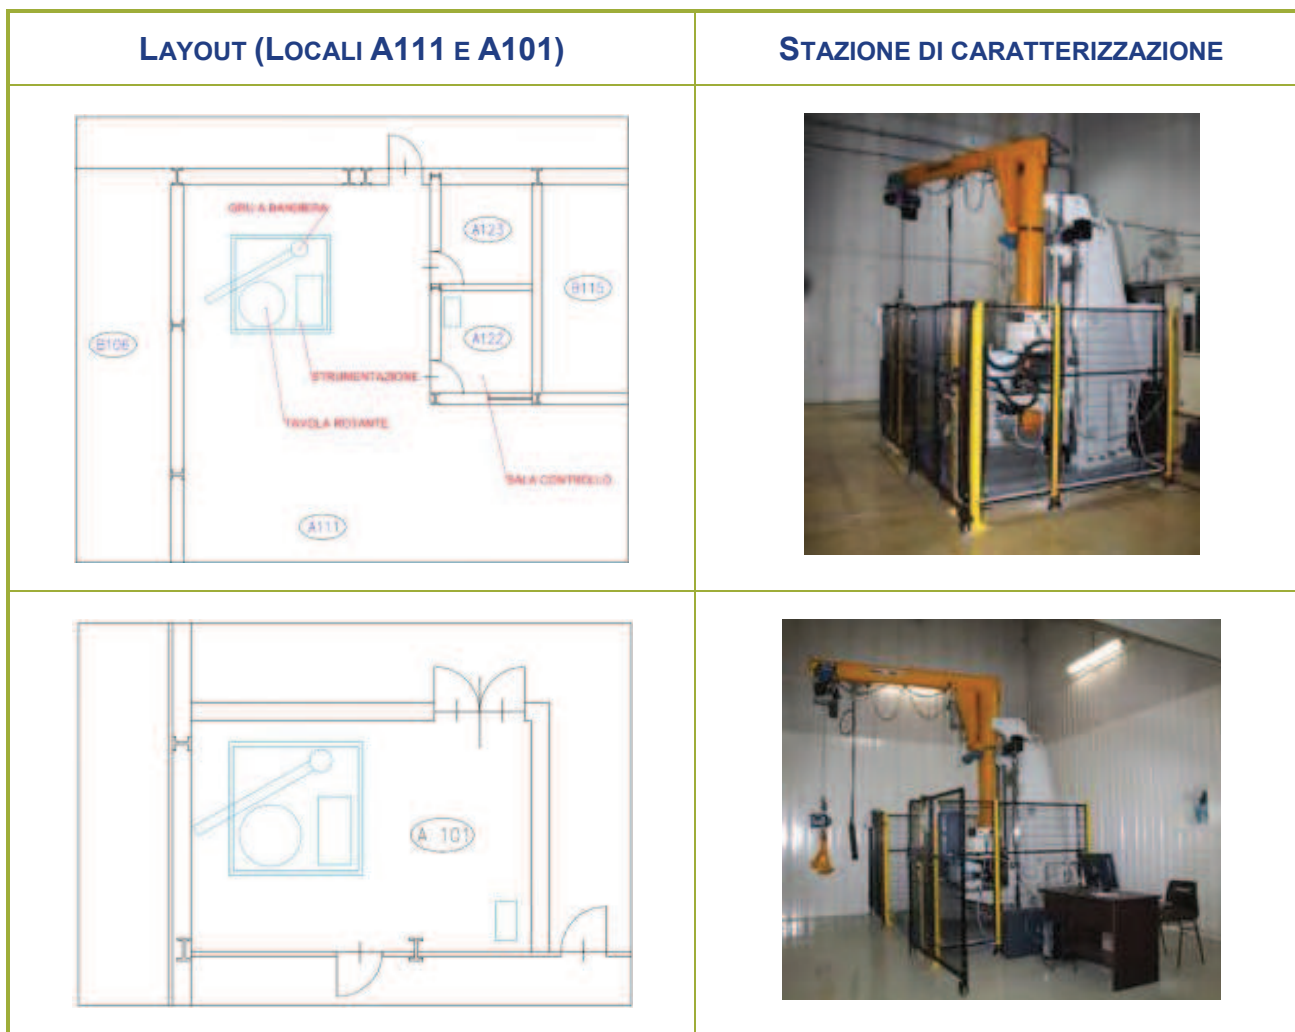 LAYOUT (LOCALI A111 E A101)
STAZIONE DI CARATTERIZZAZIONE
GRU A BANDIERA
A123
B115
B106
A122
STRUMENTAZIONE
TAVOLA ROSANTE
SALA CONTROLLO
A111
A 101